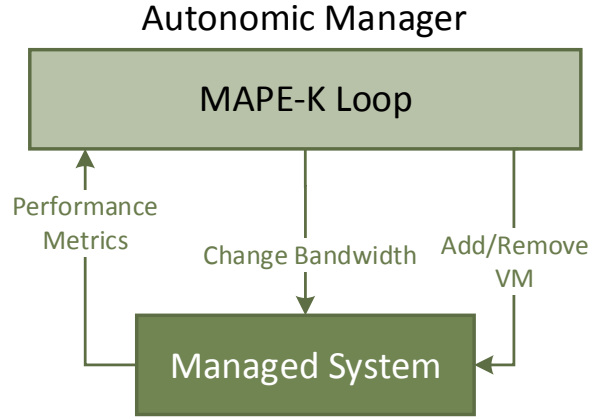 Autonomic Manager
MAPE-K Loop
Performance
Metrics
Change Bandwidth
Add/Remove
VM
Managed System